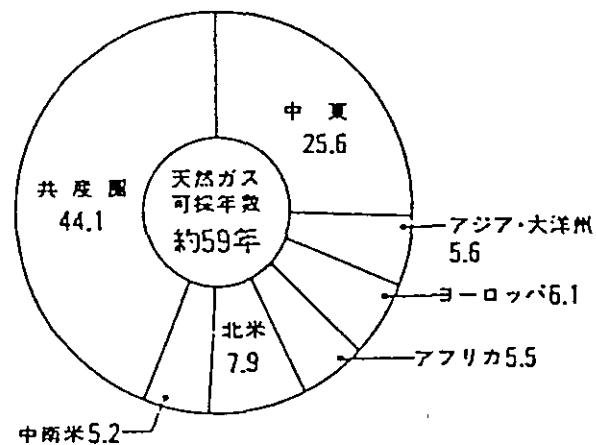 中東
25.6
共産圏
44.1
天然ガス
可採年数
約59年
アジア・大洋州
5.6
ヨーロッパ6.1
アフリカ5.5
北米
7.9
中南米5.2